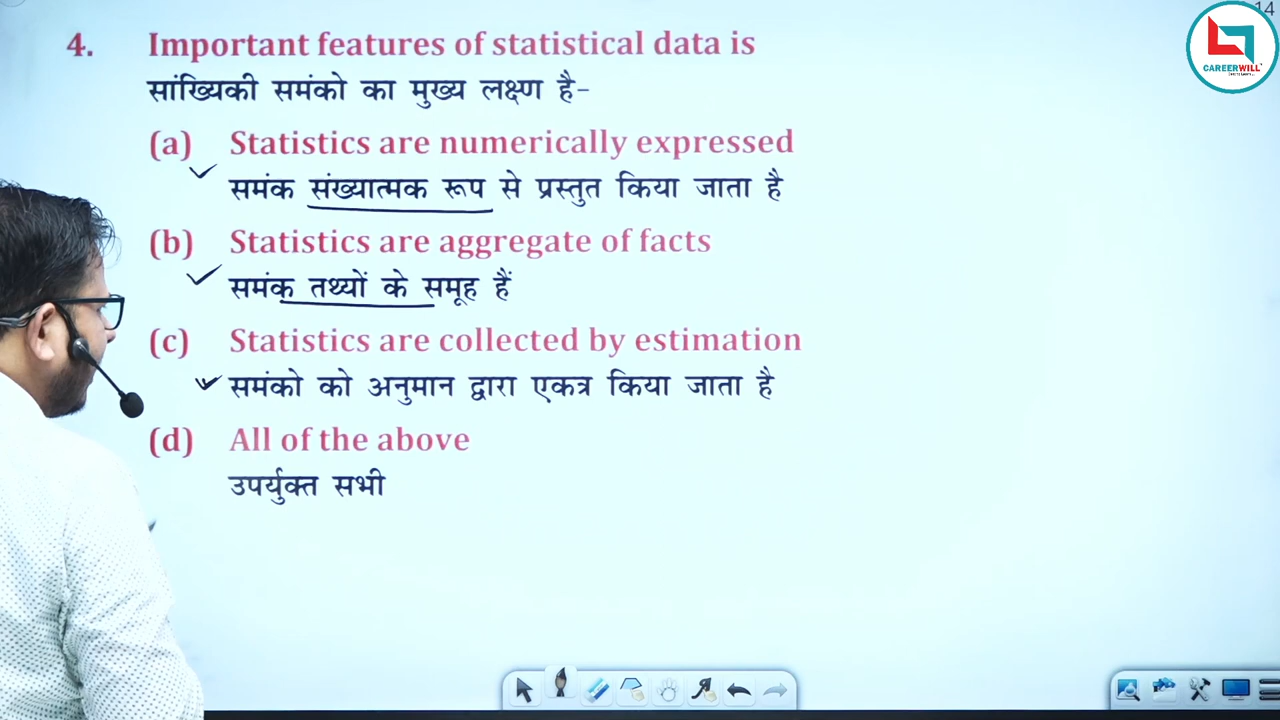 14
CAREERWILL
4. Important features of statistical data is
सांख्यिकी समंको का मुख्य लक्ष्ण है-
(a) Statistics are numerically expressed
समंक संख्यात्मक रूप से प्रस्तुत किया जाता है
(b) Statistics are aggregate of facts
समंक तथ्यों के समूह हैं
(c) Statistics are collected by estimation
समंको को अनुमान द्वारा एकत्र किया जाता है
(d) All of the above
उपर्युक्त सभी